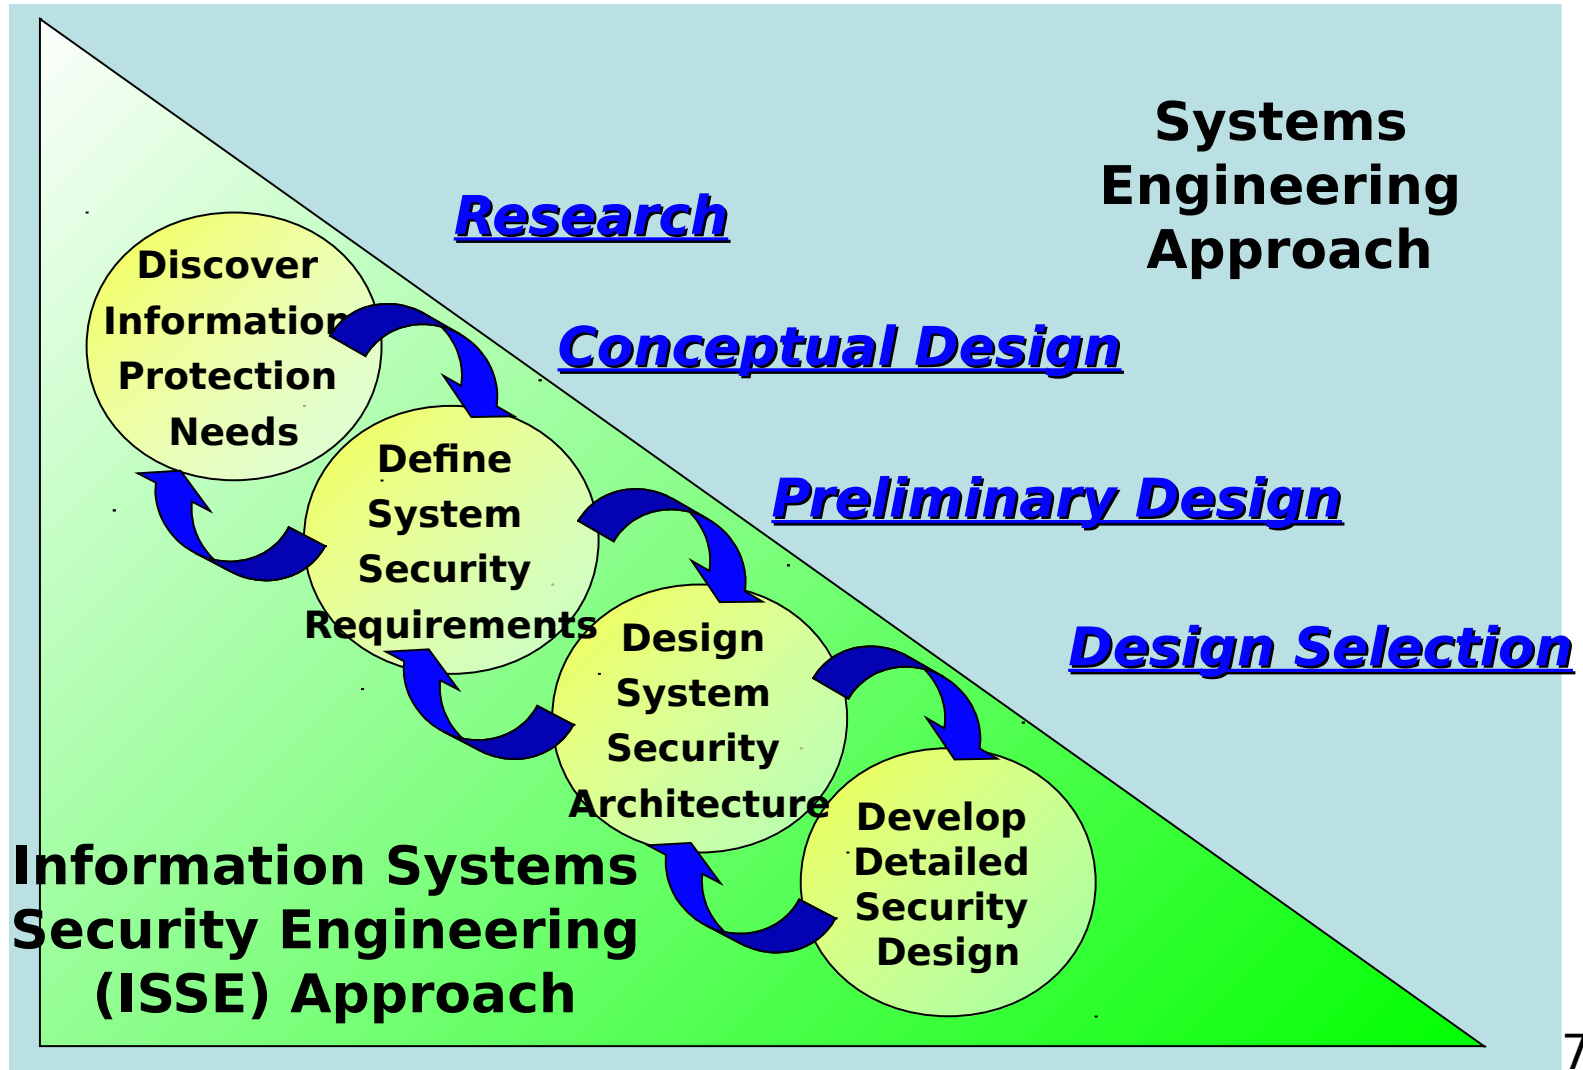 Systems
Engineering
Approach
Research
Conceptual Design
Preliminary Design
Design Selection
Discover
Information
Protection
Needs
Define
System
Security
Requirements
Design
System
Security
Architecture
Develop
Detailed
Security
Design
Information Systems
Security Engineering
(ISSE) Approach
7